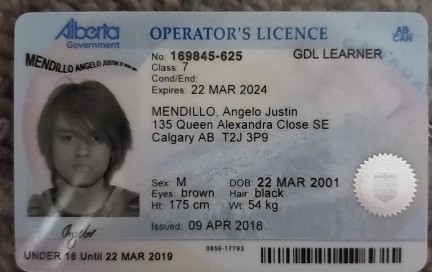 Alberta
Government
OPERATOR'S LICENCE
AB
CAN
No: 169845-625 GDL LEARNER
Class: 7
Cond/End:
Expires: 22 MAR 2024
MENDILLO ANGELO JUSTIN
MENDILLO, Angelo Justin
135 Queen Alexandra Close SE
Calgary AB T2J 3P9
Sex: M DOB: 22 MAR 2001
Eyes: brown Hair: black
Ht: 175 cm Wt: 54 kg
Issued: 09 APR 2018
UNDER 18 Until 22 MAR 2019
0856-17793